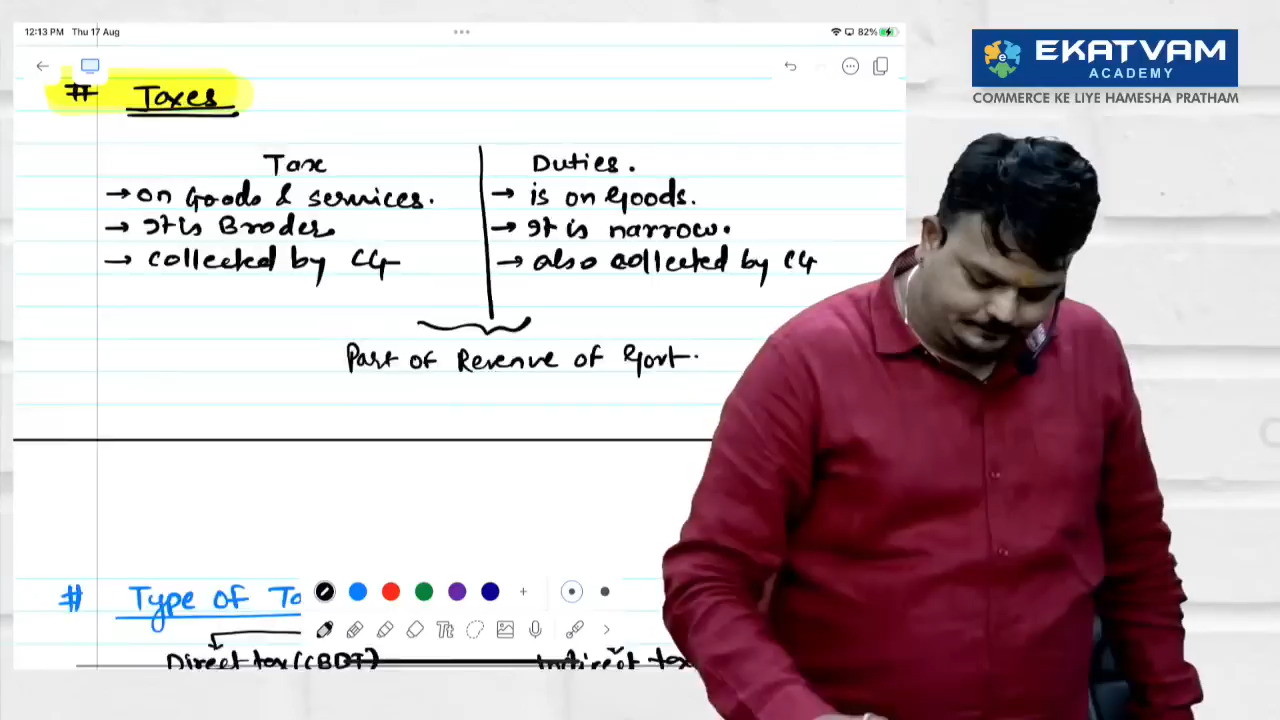 12:13 PM Thu 17 Aug
82%
EKATVAM
ACADEMY
COMMERCE KE LIYE HAMESHA PRATHAM
# Taxes
Tax
→ on Goods & services.
→ It is Broder
→ collected by CG
Duties.
→ is on Goods.
→ It is narrow.
→ also collected by CG
Part of Revenue of Govt.
# Type of Ta
Direct tax (CBDT)
Indirect tax
Tt